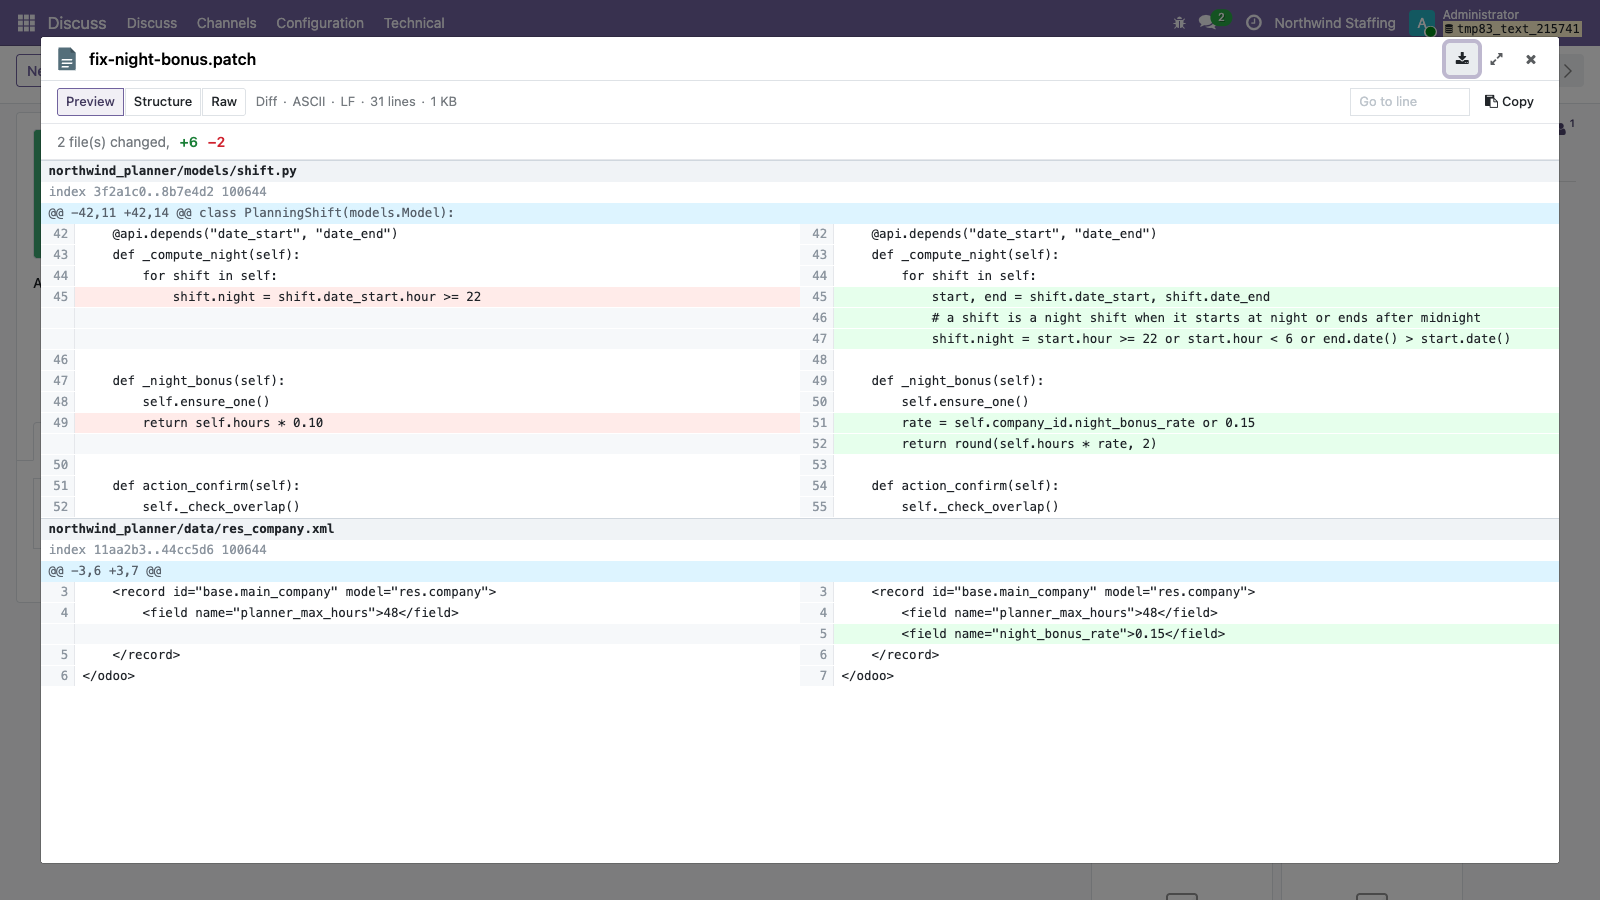 Discuss Discuss Channels Configuration Technical 2 Northwind Staffing A Administrator
tmp83_text_215741
fix-night-bonus.patch
Preview Structure Raw Diff · ASCII · LF · 31 lines · 1 KB Go to line Copy
2 file(s) changed, +6 −2
northwind_planner/models/shift.py
index 3f2a1c0..8b7e4d2 100644
@@ −42,11 +42,14 @@ class PlanningShift(models.Model):
42 @api.depends("date_start", "date_end") 42 @api.depends("date_start", "date_end")
43 def _compute_night(self): 43 def _compute_night(self):
44 for shift in self: 44 for shift in self:
45 shift.night = shift.date_start.hour >= 22 45 start, end = shift.date_start, shift.date_end
46 # a shift is a night shift when it starts at night or ends after midnight
47 shift.night = start.hour >= 22 or start.hour < 6 or end.date() > start.date()
46 48
47 def _night_bonus(self): 49 def _night_bonus(self):
48 self.ensure_one() 50 self.ensure_one()
49 return self.hours * 0.10 51 rate = self.company_id.night_bonus_rate or 0.15
52 return round(self.hours * rate, 2)
50 53
51 def action_confirm(self): 54 def action_confirm(self):
52 self._check_overlap() 55 self._check_overlap()
northwind_planner/data/res_company.xml
index 11aa2b3..44cc5d6 100644
@@ −3,6 +3,7 @@
3 <record id="base.main_company" model="res.company"> 3 <record id="base.main_company" model="res.company">
4 <field name="planner_max_hours">48</field> 4 <field name="planner_max_hours">48</field>
5 <field name="night_bonus_rate">0.15</field>
5 </record> 6 </record>
6 </odoo> 7 </odoo>
1